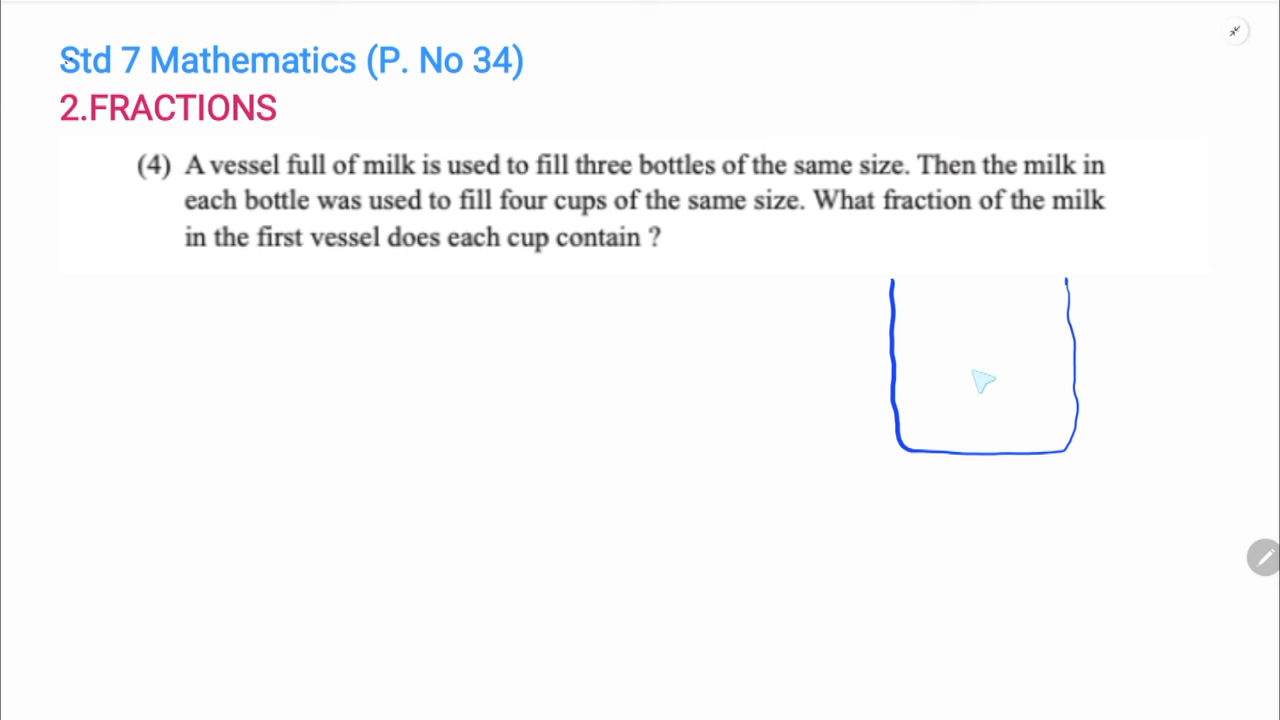 Std 7 Mathematics (P. No 34)
2.FRACTIONS
(4) A vessel full of milk is used to fill three bottles of the same size. Then the milk in
each bottle was used to fill four cups of the same size. What fraction of the milk
in the first vessel does each cup contain ?